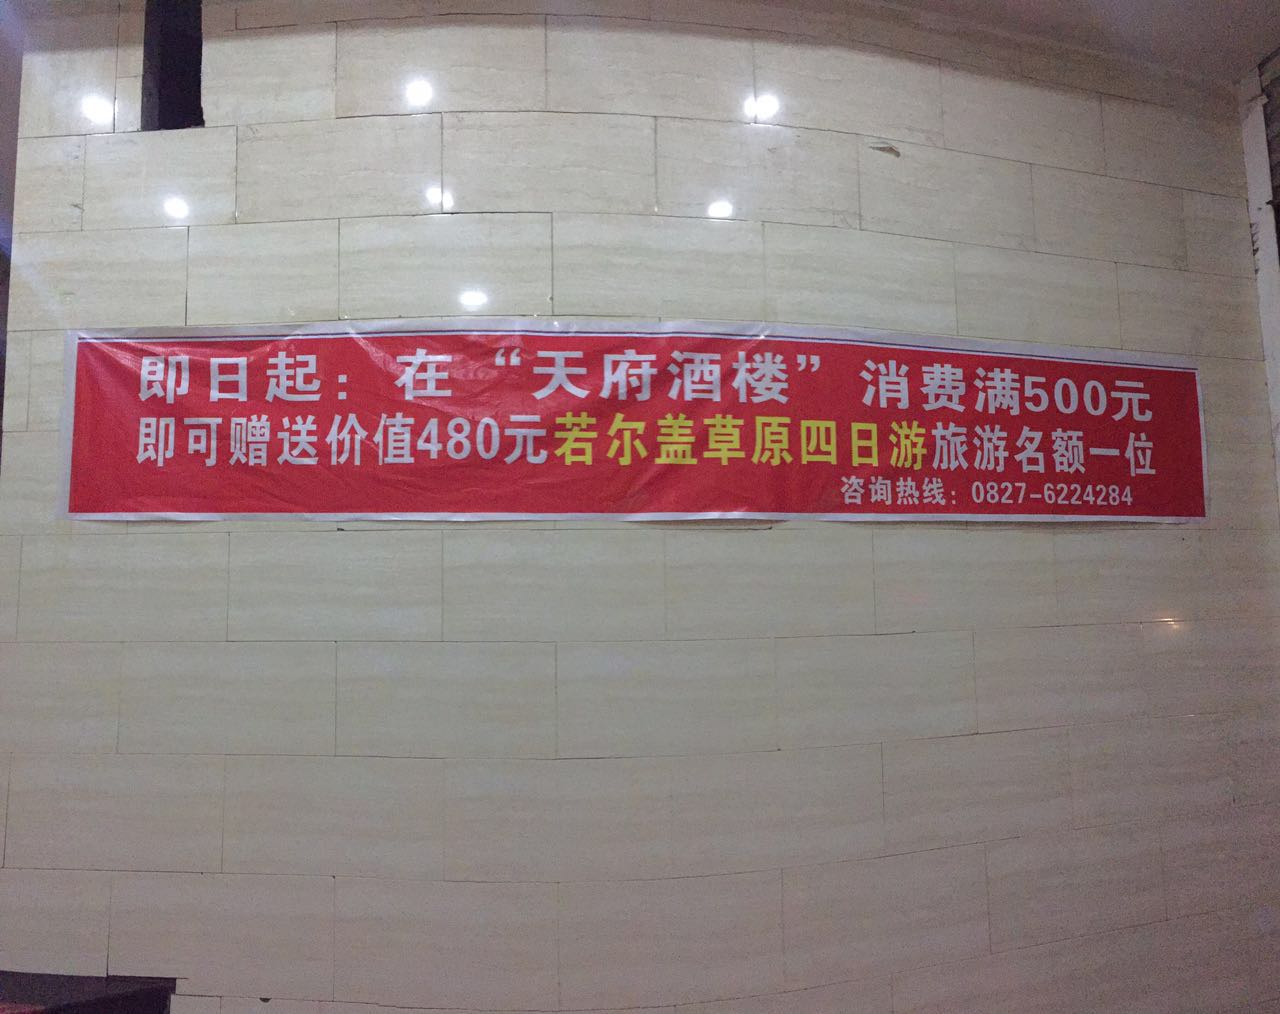 即日起：在“天府酒楼”消费满500元
即可赠送价值480元若尔盖草原四日游旅游名额一位
咨询热线：0827-6224284